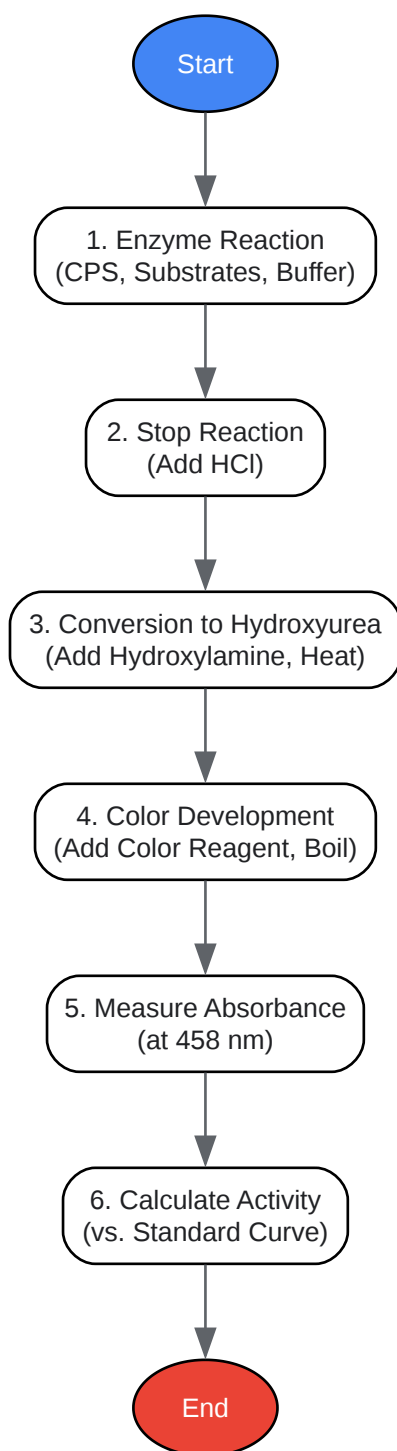 Start
1. Enzyme Reaction
(CPS, Substrates, Buffer)
2. Stop Reaction
(Add HCl)
3. Conversion to Hydroxyurea
(Add Hydroxylamine, Heat)
4. Color Development
(Add Color Reagent, Boil)
5. Measure Absorbance
(at 458 nm)
6. Calculate Activity
(vs. Standard Curve)
End